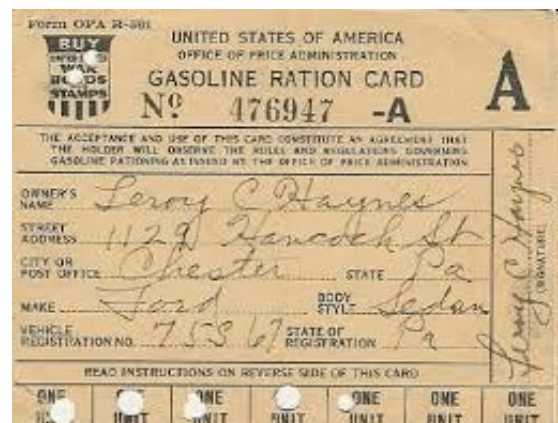 Form OPA R-501
BUY
UNITED STATES
WAR
BONDS
STAMPS
UNITED STATES OF AMERICA
OFFICE OF PRICE ADMINISTRATION
GASOLINE RATION CARD
Nº 476947 -A
A
THE ACCEPTANCE AND USE OF THIS CARD CONSTITUTE AN AGREEMENT THAT
THE HOLDER WILL OBSERVE THE RULES AND REGULATIONS GOVERNING
GASOLINE RATIONING AS ISSUED BY THE OFFICE OF PRICE ADMINISTRATION
OWNER'S NAME Leroy C Haynes
STREET ADDRESS 1129 Hancock St
CITY OR POST OFFICE Chester STATE Pa
MAKE Ford BODY STYLE Sedan
VEHICLE REGISTRATION NO. 75S67 STATE OF REGISTRATION Pa
Leroy C Haynes
(SIGNATURE)
READ INSTRUCTIONS ON REVERSE SIDE OF THIS CARD
ONE ONE ONE ONE ONE ONE
UNIT UNIT UNIT UNIT UNIT UNIT UNIT